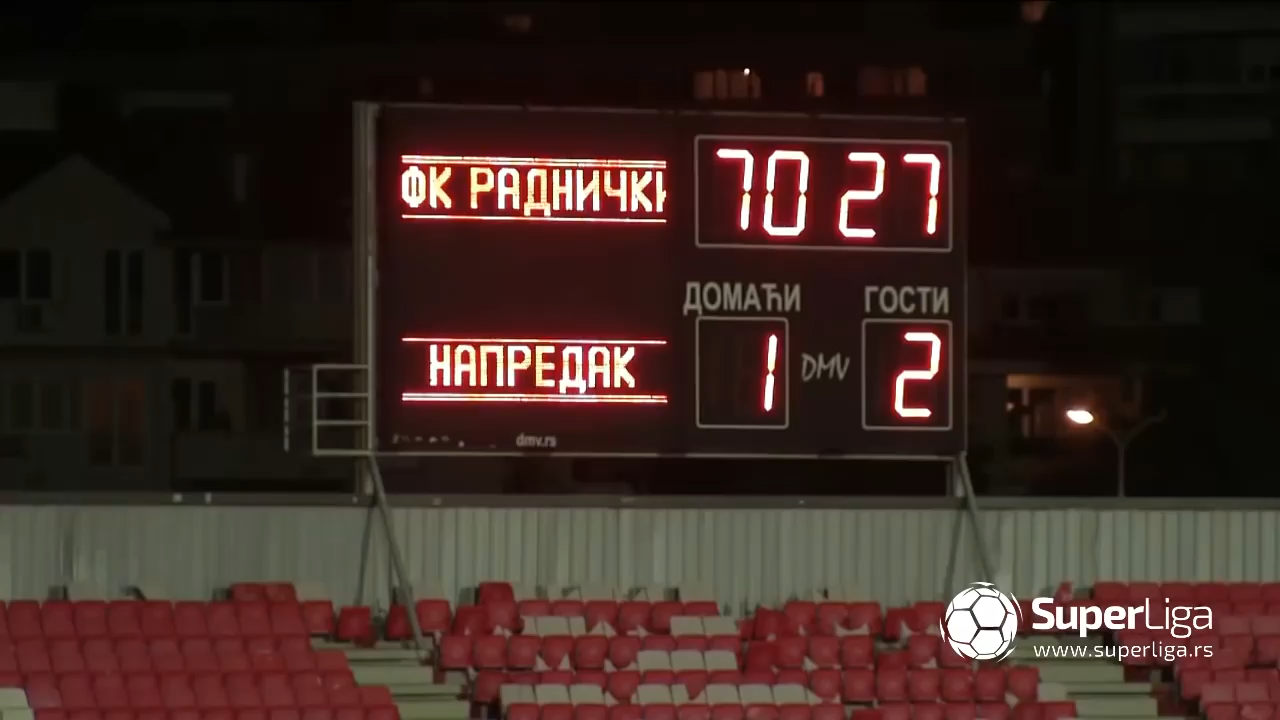 ФК РАДНИЧКИ
70 27
ДОМАЋИ ГОСТИ
НАПРЕДАК
1 DMV 2
dmv.rs
SuperLiga
www.superliga.rs